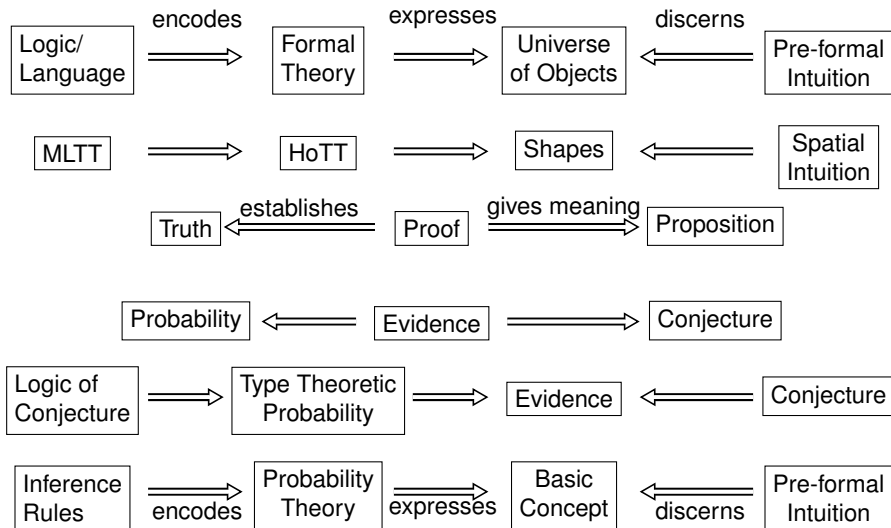 encodes expresses discerns
Logic/ Formal Universe Pre-formal
Language Theory of Objects Intuition
MLTT HoTT Shapes Spatial
Intuition
establishes gives meaning
Truth Proof Proposition
Probability Evidence Conjecture
Logic of Type Theoretic Evidence Conjecture
Conjecture Probability
Inference Probability Basic Pre-formal
Rules Theory Concept Intuition
encodes expresses discerns